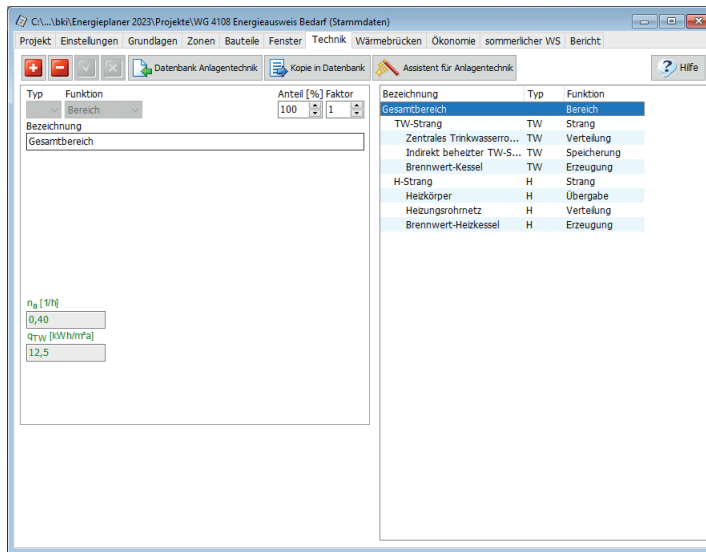 C:\...\bki\Energieplaner 2023\Projekte\WG 4108 Energieausweis Bedarf (Stammdaten)
Projekt Einstellungen Grundlagen Zonen Bauteile Fenster Technik Wärmebrücken Ökonomie sommerlicher WS Bericht
Datenbank Anlagentechnik Kopie in Datenbank Assistent für Anlagentechnik Hilfe
Typ Funktion Anteil [%] Faktor
Bereich 100 1
Bezeichnung
Gesamtbereich
na [1/h]
0,40
qTW [kWh/m²a]
12,5
Bezeichnung Typ Funktion
Gesamtbereich Bereich
TW-Strang TW Strang
Zentrales Trinkwasserro... TW Verteilung
Indirekt beheizter TW-S... TW Speicherung
Brennwert-Kessel TW Erzeugung
H-Strang H Strang
Heizkörper H Übergabe
Heizungsrohrnetz H Verteilung
Brennwert-Heizkessel H Erzeugung